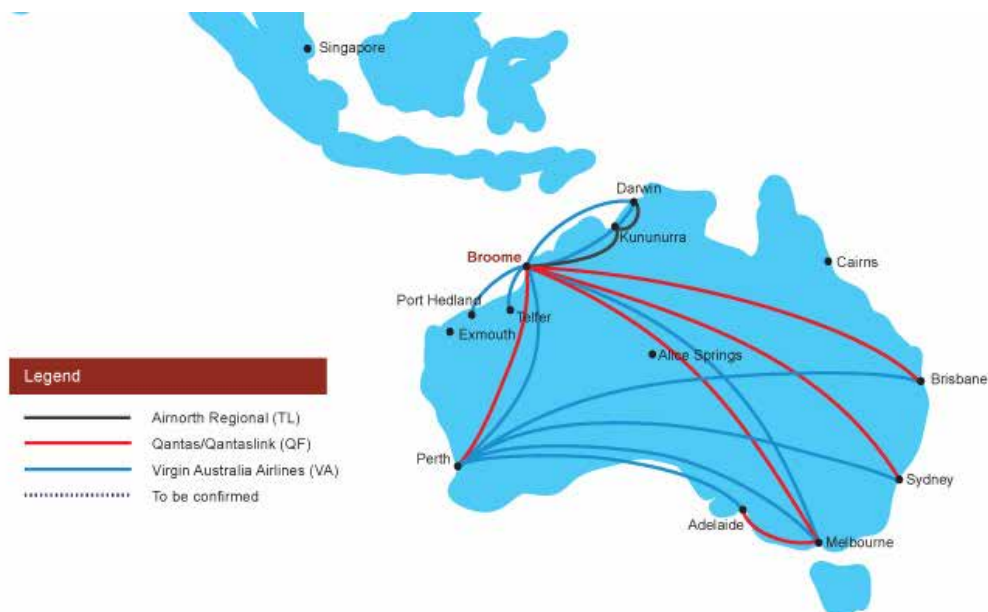 Singapore
Darwin
Kununurra
Broome
Cairns
Port Hedland
Telfer
Exmouth
Alice Springs
Brisbane
Legend
Airnorth Regional (TL)
Qantas/Qantaslink (QF)
Virgin Australia Airlines (VA)
To be confirmed
Perth
Sydney
Adelaide
Melbourne